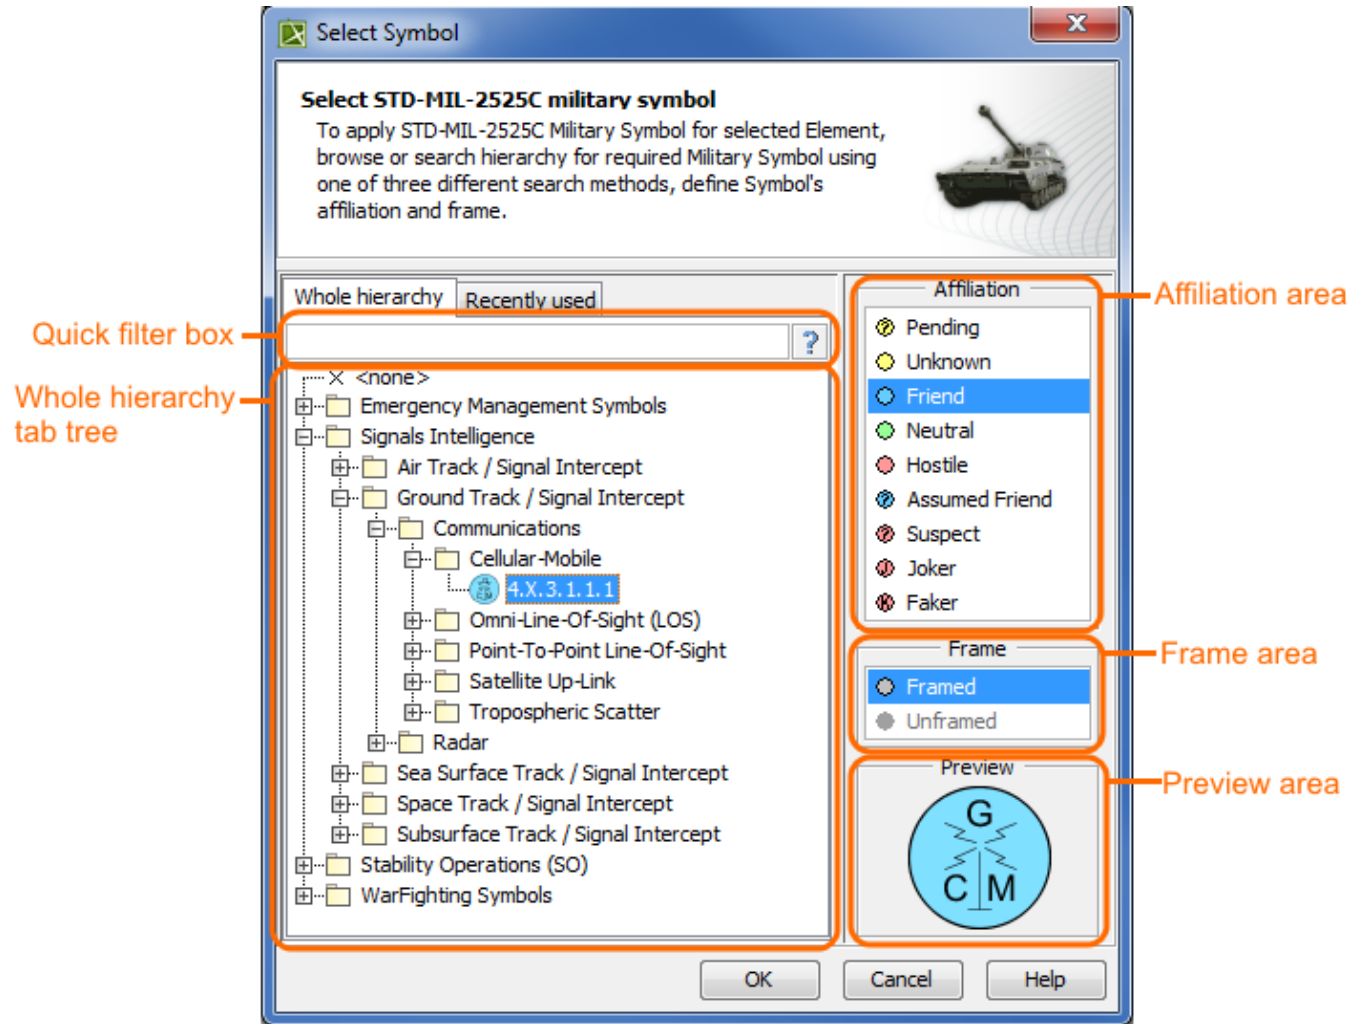 Select Symbol
X
Select STD-MIL-2525C military symbol
To apply STD-MIL-2525C Military Symbol for selected Element,
browse or search hierarchy for required Military Symbol using
one of three different search methods, define Symbol's
affiliation and frame.
Whole hierarchy
Recently used
Quick filter box
?
Whole hierarchy
tab tree
<none>
Emergency Management Symbols
Signals Intelligence
Air Track / Signal Intercept
Ground Track / Signal Intercept
Communications
Cellular-Mobile
4.X.3.1.1.1
Omni-Line-Of-Sight (LOS)
Point-To-Point Line-Of-Sight
Satellite Up-Link
Tropospheric Scatter
Radar
Sea Surface Track / Signal Intercept
Space Track / Signal Intercept
Subsurface Track / Signal Intercept
Stability Operations (SO)
WarFighting Symbols
Affiliation
Affiliation area
? Pending
Unknown
Friend
Neutral
Hostile
? Assumed Friend
? Suspect
J Joker
K Faker
Frame
Frame area
Framed
Unframed
Preview
Preview area
G
C M
OK
Cancel
Help